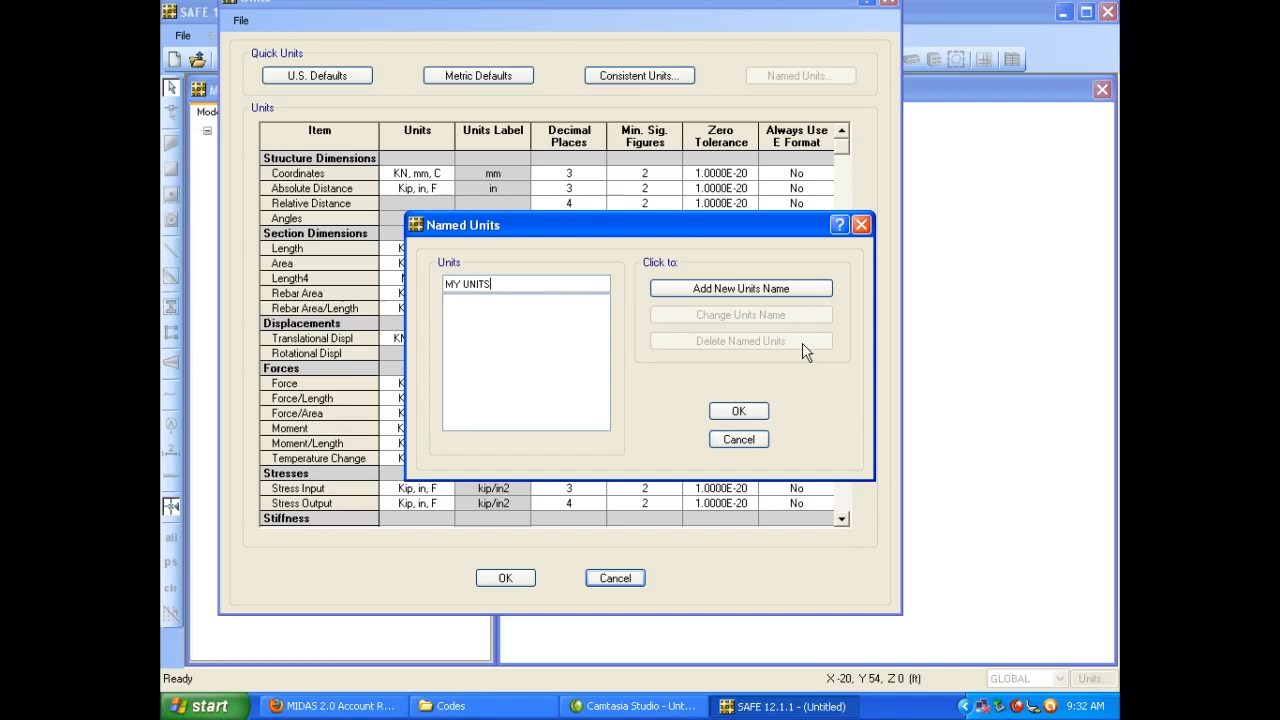 SAFE 1
File
File
Quick Units
U.S. Defaults Metric Defaults Consistent Units... Named Units...
Units
Mode
Item Units Units Label Decimal Places Min. Sig. Figures Zero Tolerance Always Use E Format
Structure Dimensions
Coordinates KN, mm, C mm 3 2 1.0000E-20 No
Absolute Distance Kip, in, F in 3 2 1.0000E-20 No
Relative Distance 4 2 1.0000E-20 No
Angles
Section Dimensions
Length
Area
Length4
Rebar Area
Rebar Area/Length
Displacements
Translational Displ KN
Rotational Displ
Forces
Force
Force/Length
Force/Area
Moment
Moment/Length
Temperature Change
Stresses
Stress Input Kip, in, F kip/in2 3 2 1.0000E-20 No
Stress Output Kip, in, F kip/in2 4 2 1.0000E-20 No
Stiffness
OK Cancel
Named Units
Units
MY UNITS
Click to:
Add New Units Name
Change Units Name
Delete Named Units
OK
Cancel
all
ps
clr
Ready X -20, Y 54, Z 0 (ft) GLOBAL Units...
start MIDAS 2.0 Account R... Codes Camtasia Studio - Unt... SAFE 12.1.1 - (Untitled) 9:32 AM